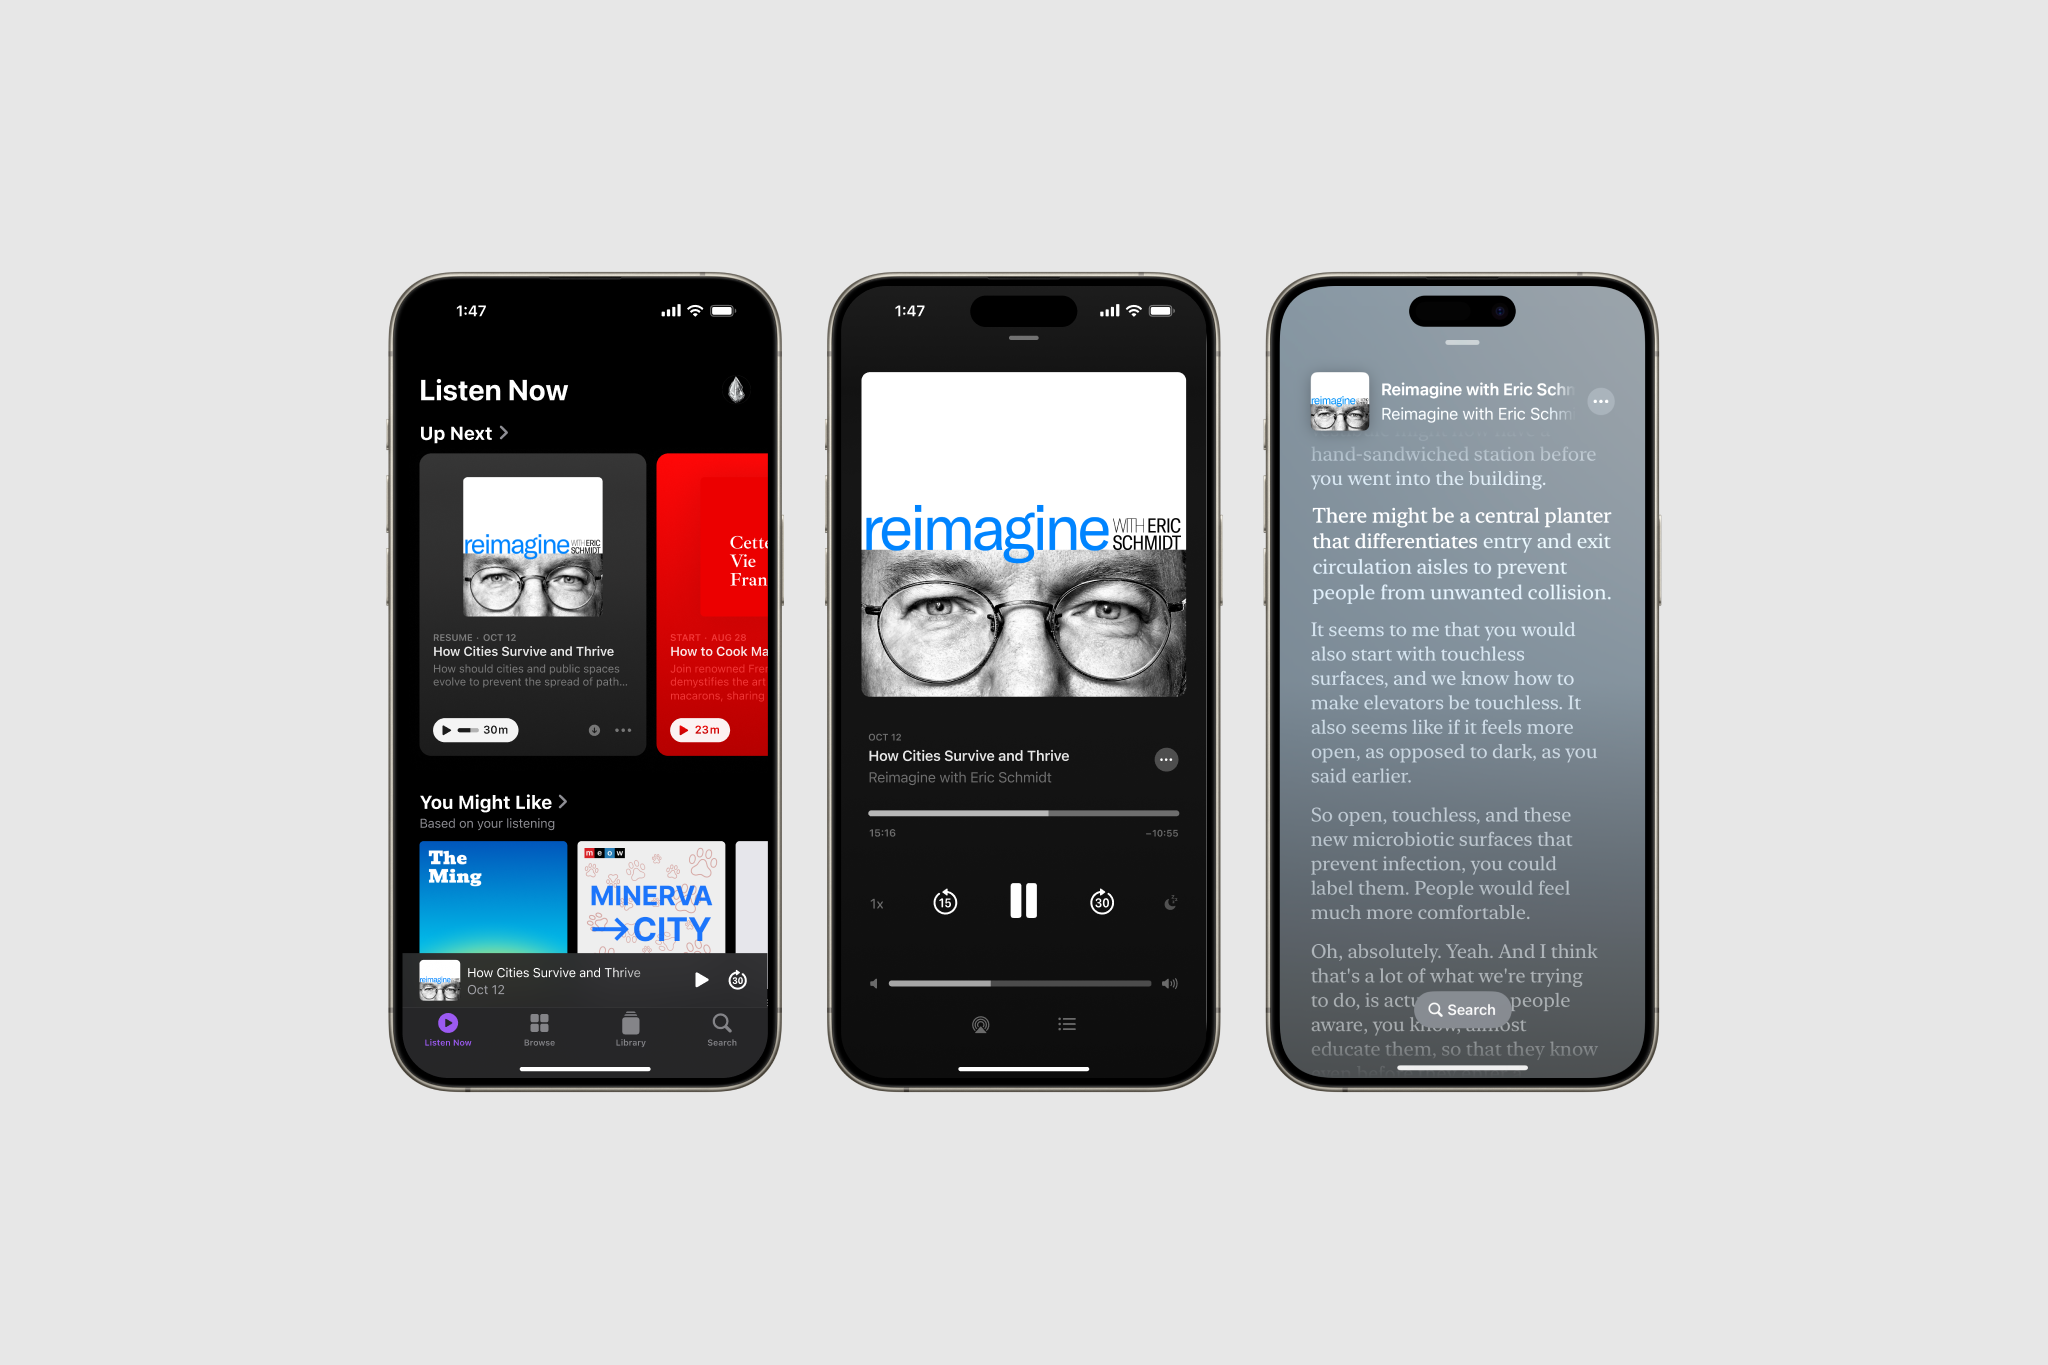 1:47
Listen Now
Up Next
reimagine WITH ERIC
SCHMIDT
Cette
Vie
Fran
RESUME · OCT 12
How Cities Survive and Thrive
How should cities and public spaces
evolve to prevent the spread of path...
30m
START · AUG 28
How to Cook Ma
Join renowned Fre
demystifies the art
macarons, sharing
23m
You Might Like
Based on your listening
The
Ming
meow
MINERVA
→CITY
reimagine
How Cities Survive and Thrive
Oct 12
30
Listen Now
Browse
Library
Search
1:47
reimagine WITH ERIC
SCHMIDT
OCT 12
How Cities Survive and Thrive
Reimagine with Eric Schmidt
15:16
-10:55
1x
15
30
reimagine
Reimagine with Eric Schm
Reimagine with Eric Schm
hand-sandwiched station before
you went into the building.
There might be a central planter
that differentiates entry and exit
circulation aisles to prevent
people from unwanted collision.
It seems to me that you would
also start with touchless
surfaces, and we know how to
make elevators be touchless. It
also seems like if it feels more
open, as opposed to dark, as you
said earlier.
So open, touchless, and these
new microbiotic surfaces that
prevent infection, you could
label them. People would feel
much more comfortable.
Oh, absolutely. Yeah. And I think
that's a lot of what we're trying
to do, is people
Search
aware, you know, almost
educate them, so that they know